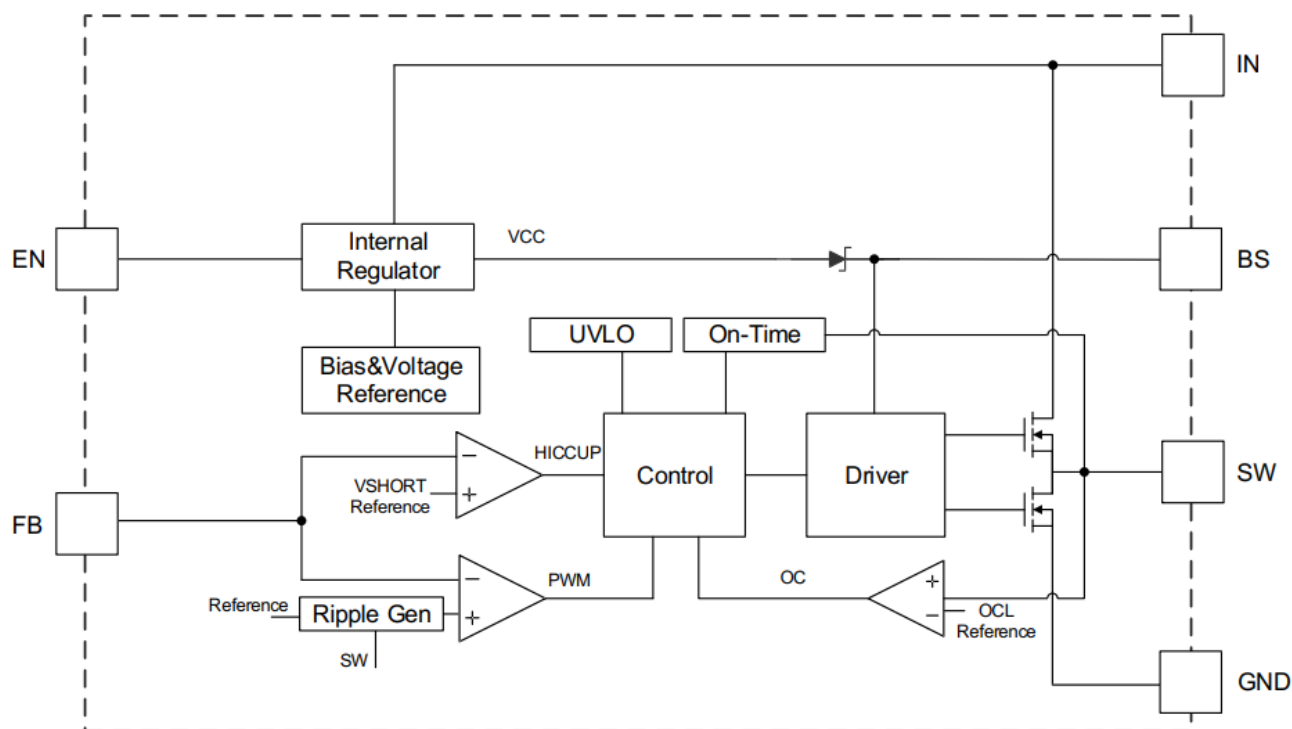 IN
Internal
Regulator
VCC
EN
BS
UVLO
On-Time
Bias&Voltage
Reference
HICCUP
Control
Driver
VSHORT
Reference
SW
FB
PWM
OC
Reference
Ripple Gen
OCL
Reference
SW
GND
−
+
−
+
+
−